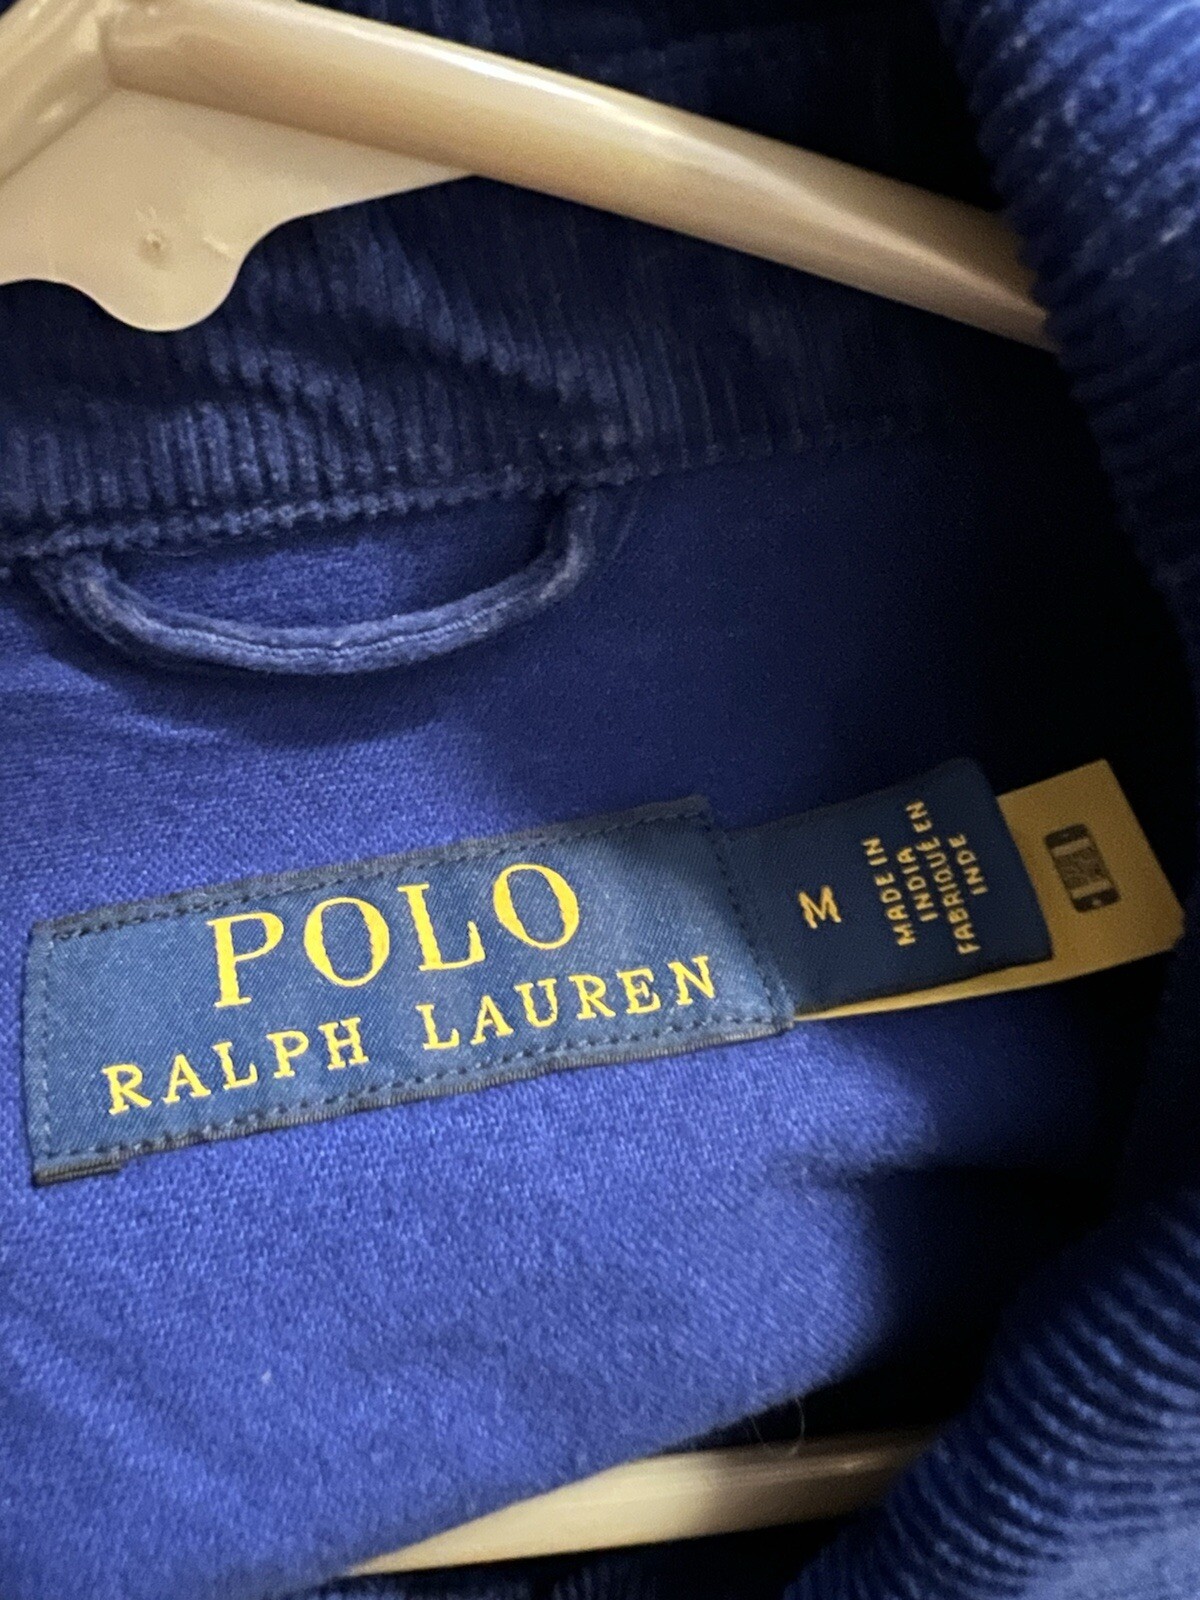 POLO
RALPH LAUREN
M
MADE IN
INDIA
FABRIQUÉ EN
INDE